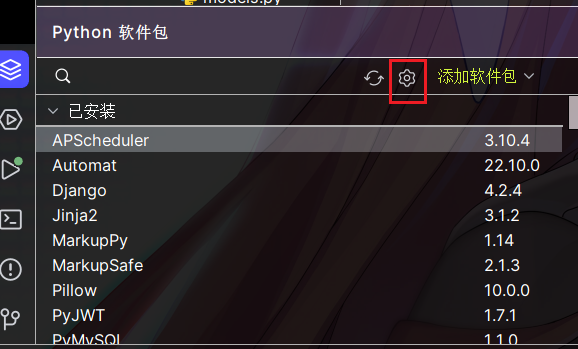 models.py
Python 软件包
添加软件包
已安装
APScheduler 3.10.4
Automat 22.10.0
Django 4.2.4
Jinja2 3.1.2
MarkupPy 1.14
MarkupSafe 2.1.3
Pillow 10.0.0
PyJWT 1.7.1
PyMySQL 1.1.0